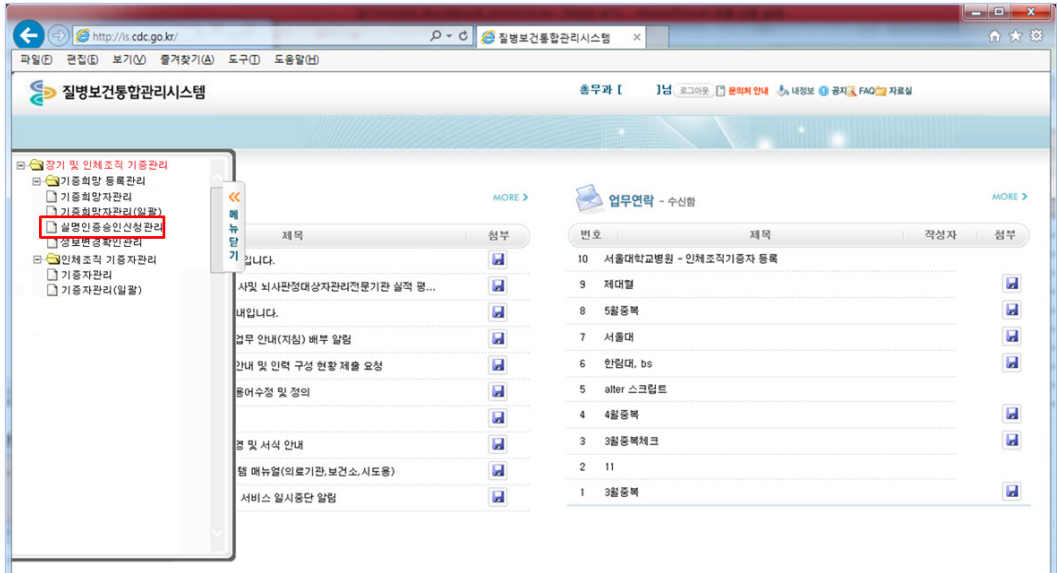 http://is.cdc.go.kr/
질병보건통합관리시스템
파일(F) 편집(E) 보기(V) 즐겨찾기(A) 도구(T) 도움말(H)
질병보건통합관리시스템
총무과 [ ]님 로그아웃 문의처 안내 내정보 공지 FAQ 자료실
장기 및 인체조직 기증관리
기증희망 등록관리
기증희망자관리
기증희망자관리(일괄)
실명인증승인신청관리
정보변경확인관리
인체조직 기증자관리
기증자관리
기증자관리(일괄)
메뉴닫기
MORE
제목 첨부
입니다.
사및 뇌사판정대상자관리전문기관 실적 평...
내입니다.
업무 안내(지침) 배부 알림
안내 및 인력 구성 현황 제출 요청
용어수정 및 정의
경 및 서식 안내
템 매뉴얼(의료기관,보건소,시도용)
서비스 일시중단 알림
업무연락 - 수신함 MORE
번호 제목 작성자 첨부
10 서울대학교병원 - 인체조직기증자 등록
9 제대혈
8 5월중복
7 서울대
6 한림대, bs
5 alter 스크립트
4 4월중복
3 3월중복체크
2 11
1 3월중복